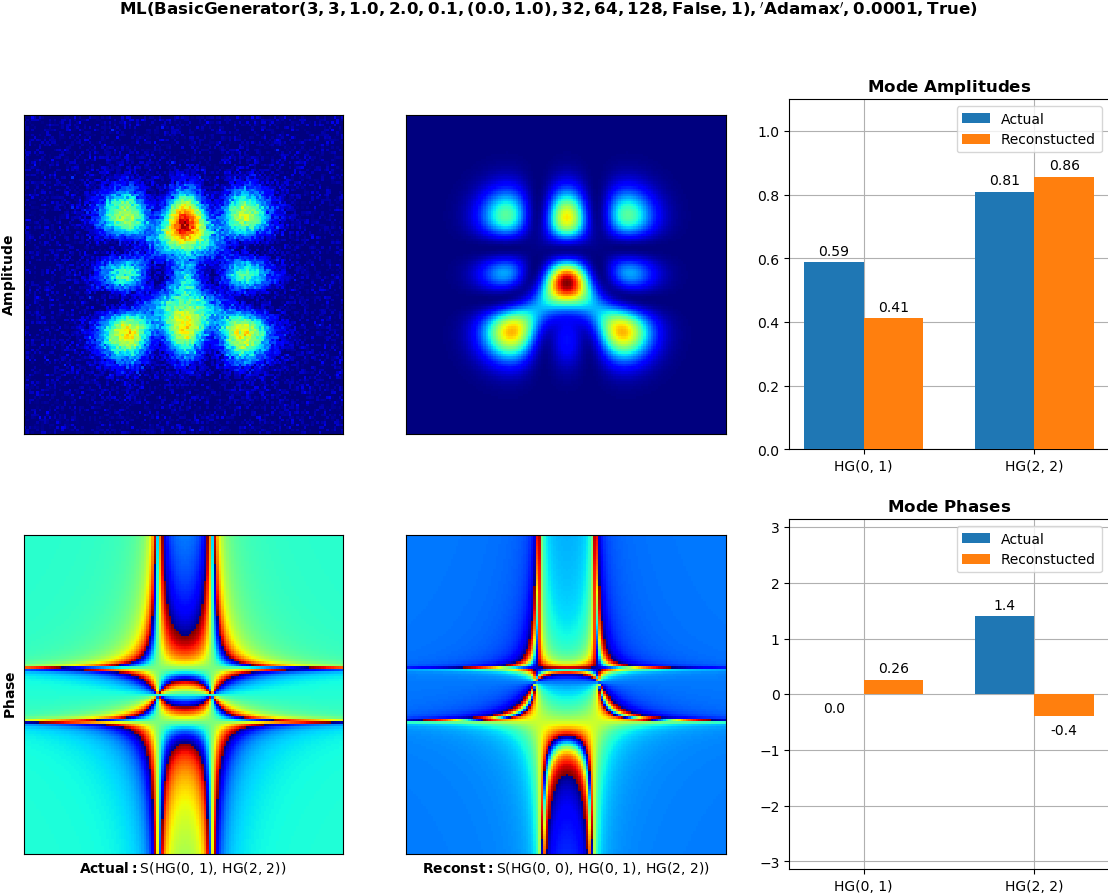 ML(BasicGenerator(3, 3, 1.0, 2.0, 0.1, (0.0, 1.0), 32, 64, 128, False, 1), ′Adamax′, 0.0001, True)
Mode Amplitudes
Amplitude
Actual
Reconstucted
1.0
0.8
0.6
0.4
0.2
0.0
0.59
0.41
0.81
0.86
HG(0, 1)
HG(2, 2)
Mode Phases
Phase
Actual
Reconstucted
3
2
1
0
−1
−2
−3
0.0
0.26
1.4
-0.4
HG(0, 1)
HG(2, 2)
Actual: S(HG(0, 1), HG(2, 2))
Reconst: S(HG(0, 0), HG(0, 1), HG(2, 2))